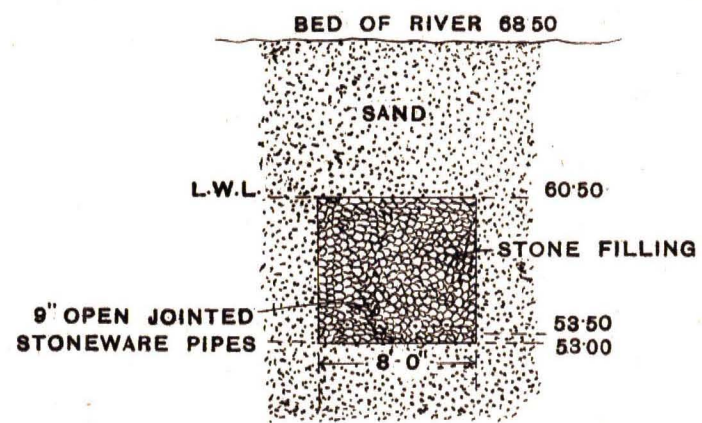 BED OF RIVER 68·50
SAND
L.W.L.
60·50
STONE FILLING
9" OPEN JOINTED
STONEWARE PIPES
53·50
53·00
8' 0"